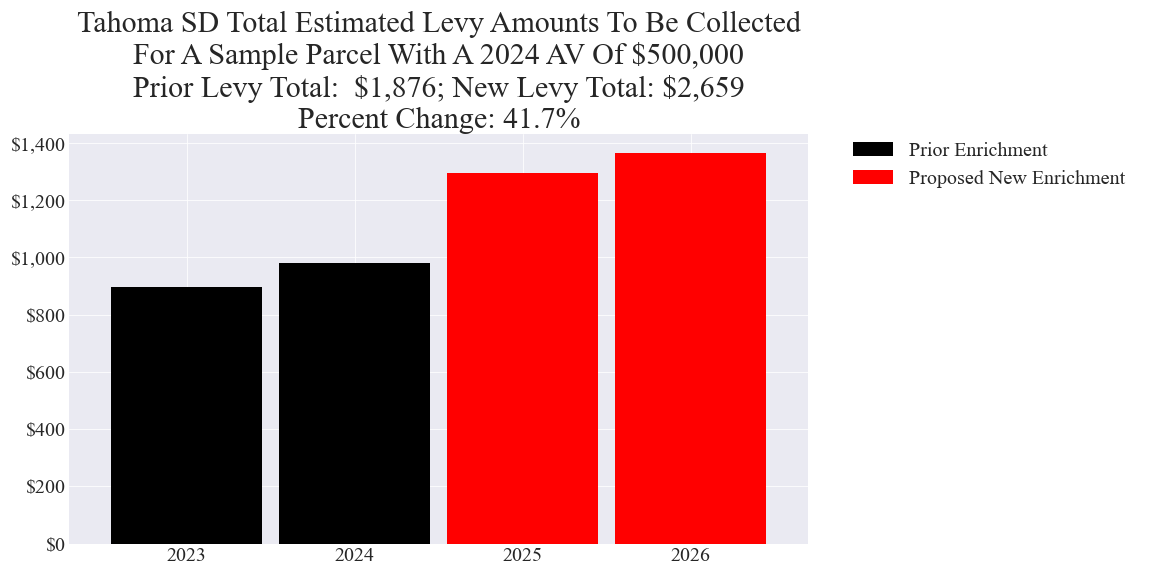 Tahoma SD Total Estimated Levy Amounts To Be Collected
For A Sample Parcel With A 2024 AV Of $500,000
Prior Levy Total:  $1,876; New Levy Total: $2,659
Percent Change: 41.7%
$1,400
$1,200
$1,000
$800
$600
$400
$200
$0
2023 2024 2025 2026
Prior Enrichment
Proposed New Enrichment